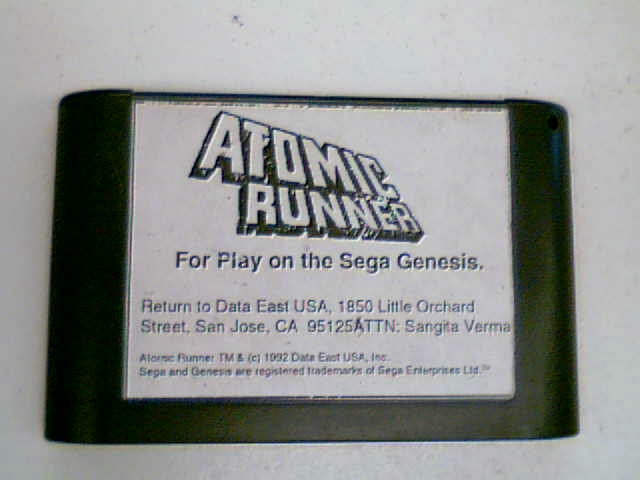 ATOMIC
RUNNER
For Play on the Sega Genesis.
Return to Data East USA, 1850 Little Orchard
Street, San Jose, CA 95125ATTN: Sangita Verma
Atomic Runner TM & (c) 1992 Data East USA, Inc.
Sega and Genesis are registered trademarks of Sega Enterprises Ltd.™